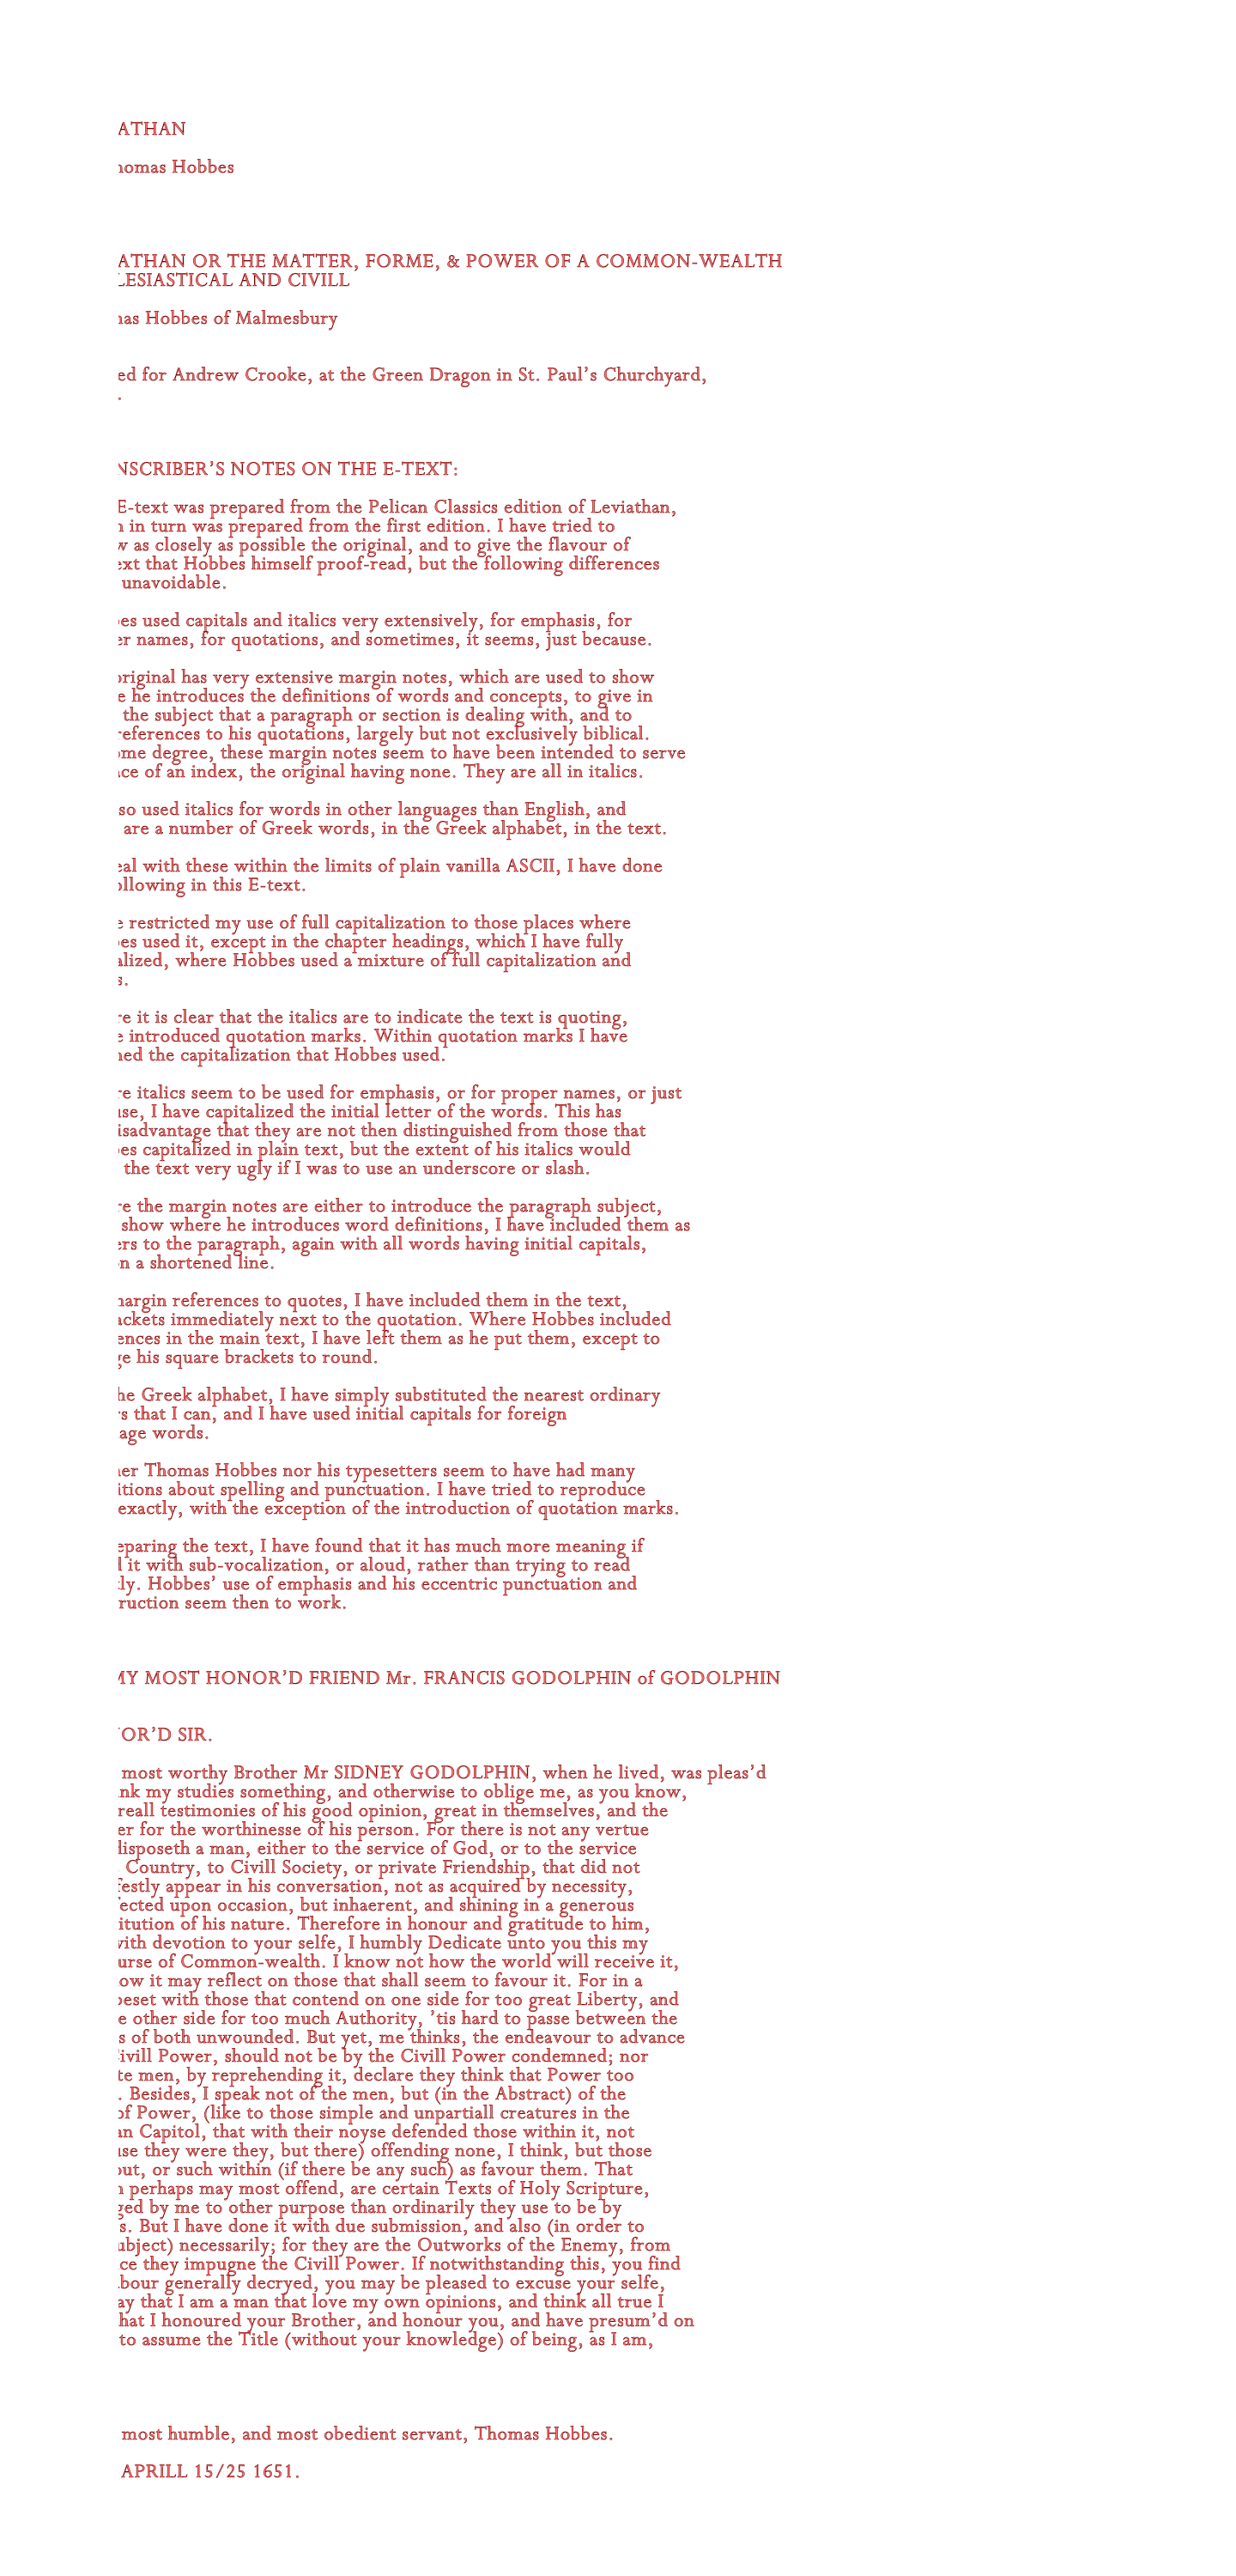 ATHAN
omas Hobbes
ATHAN OR THE MATTER, FORME, & POWER OF A COMMON-WEALTH
LESIASTICAL AND CIVILL
as Hobbes of Malmesbury
ed for Andrew Crooke, at the Green Dragon in St. Paul’s Churchyard,
.
NSCRIBER’S NOTES ON THE E-TEXT:
E-text was prepared from the Pelican Classics edition of Leviathan,
in turn was prepared from the first edition. I have tried to
w as closely as possible the original, and to give the flavour of
ext that Hobbes himself proof-read, but the following differences
unavoidable.
es used capitals and italics very extensively, for emphasis, for
er names, for quotations, and sometimes, it seems, just because.
original has very extensive margin notes, which are used to show
e he introduces the definitions of words and concepts, to give in
the subject that a paragraph or section is dealing with, and to
references to his quotations, largely but not exclusively biblical.
ome degree, these margin notes seem to have been intended to serve
ce of an index, the original having none. They are all in italics.
so used italics for words in other languages than English, and
are a number of Greek words, in the Greek alphabet, in the text.
eal with these within the limits of plain vanilla ASCII, I have done
ollowing in this E-text.
e restricted my use of full capitalization to those places where
es used it, except in the chapter headings, which I have fully
alized, where Hobbes used a mixture of full capitalization and
s.
re it is clear that the italics are to indicate the text is quoting,
e introduced quotation marks. Within quotation marks I have
ned the capitalization that Hobbes used.
re italics seem to be used for emphasis, or for proper names, or just
use, I have capitalized the initial letter of the words. This has
isadvantage that they are not then distinguished from those that
es capitalized in plain text, but the extent of his italics would
the text very ugly if I was to use an underscore or slash.
re the margin notes are either to introduce the paragraph subject,
show where he introduces word definitions, I have included them as
ers to the paragraph, again with all words having initial capitals,
n a shortened line.
margin references to quotes, I have included them in the text,
ackets immediately next to the quotation. Where Hobbes included
ences in the main text, I have left them as he put them, except to
ge his square brackets to round.
he Greek alphabet, I have simply substituted the nearest ordinary
rs that I can, and I have used initial capitals for foreign
age words.
er Thomas Hobbes nor his typesetters seem to have had many
itions about spelling and punctuation. I have tried to reproduce
exactly, with the exception of the introduction of quotation marks.
eparing the text, I have found that it has much more meaning if
d it with sub-vocalization, or aloud, rather than trying to read
tly. Hobbes’ use of emphasis and his eccentric punctuation and
ruction seem then to work.
MY MOST HONOR’D FRIEND Mr. FRANCIS GODOLPHIN of GODOLPHIN
OR’D SIR.
most worthy Brother Mr SIDNEY GODOLPHIN, when he lived, was pleas’d
nk my studies something, and otherwise to oblige me, as you know,
reall testimonies of his good opinion, great in themselves, and the
er for the worthinesse of his person. For there is not any vertue
disposeth a man, either to the service of God, or to the service
Country, to Civill Society, or private Friendship, that did not
festly appear in his conversation, not as acquired by necessity,
fected upon occasion, but inhaerent, and shining in a generous
itution of his nature. Therefore in honour and gratitude to him,
with devotion to your selfe, I humbly Dedicate unto you this my
urse of Common-wealth. I know not how the world will receive it,
ow it may reflect on those that shall seem to favour it. For in a
beset with those that contend on one side for too great Liberty, and
e other side for too much Authority, ’tis hard to passe between the
s of both unwounded. But yet, me thinks, the endeavour to advance
ivill Power, should not be by the Civill Power condemned; nor
te men, by reprehending it, declare they think that Power too
. Besides, I speak not of the men, but (in the Abstract) of the
of Power, (like to those simple and unpartiall creatures in the
an Capitol, that with their noyse defended those within it, not
use they were they, but there) offending none, I think, but those
out, or such within (if there be any such) as favour them. That
perhaps may most offend, are certain Texts of Holy Scripture,
ged by me to other purpose than ordinarily they use to be by
s. But I have done it with due submission, and also (in order to
ubject) necessarily; for they are the Outworks of the Enemy, from
ce they impugne the Civill Power. If notwithstanding this, you find
bour generally decryed, you may be pleased to excuse your selfe,
ay that I am a man that love my own opinions, and think all true I
hat I honoured your Brother, and honour you, and have presum’d on
to assume the Title (without your knowledge) of being, as I am,
most humble, and most obedient servant, Thomas Hobbes.
APRILL 15/25 1651.